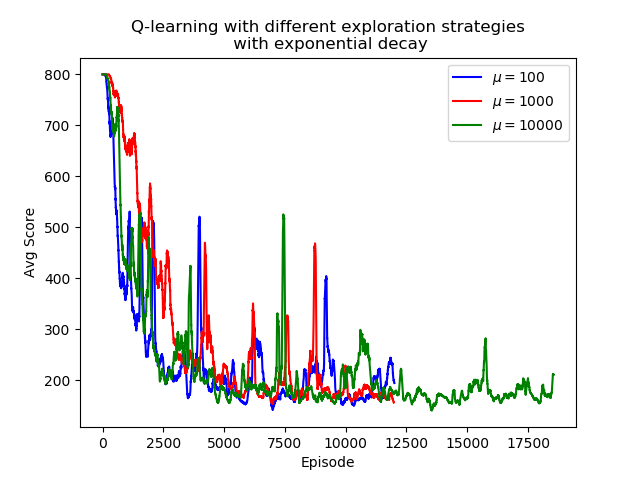 Q-learning with different exploration strategies
with exponential decay
800
700
600
500
400
300
200
Avg Score
μ = 100
μ = 1000
μ = 10000
0 2500 5000 7500 10000 12500 15000 17500
Episode